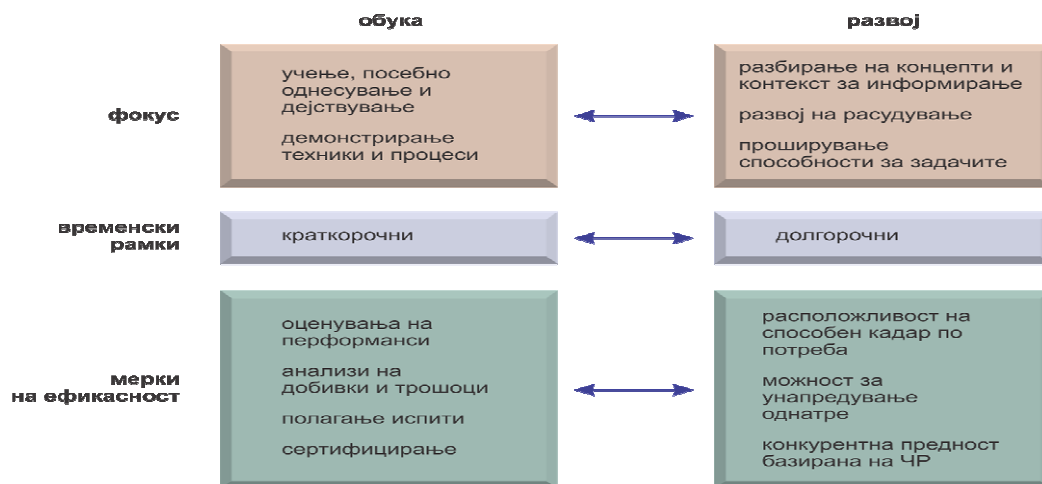 обука
развој
фокус
учење, посебно
однесување и
дејствување
демонстрирање
техники и процеси
разбирање на концепти и
контекст за информирање
развој на расудување
проширување
способности за задачите
временски
рамки
краткорочни
долгорочни
мерки
на ефикасност
оценувања на
перформанси
анализи на
добивки и трошоци
полагање испити
сертифицирање
расположливост на
способен кадар по
потреба
можност за
унапредување
однатре
конкурентна предност
базирана на ЧР